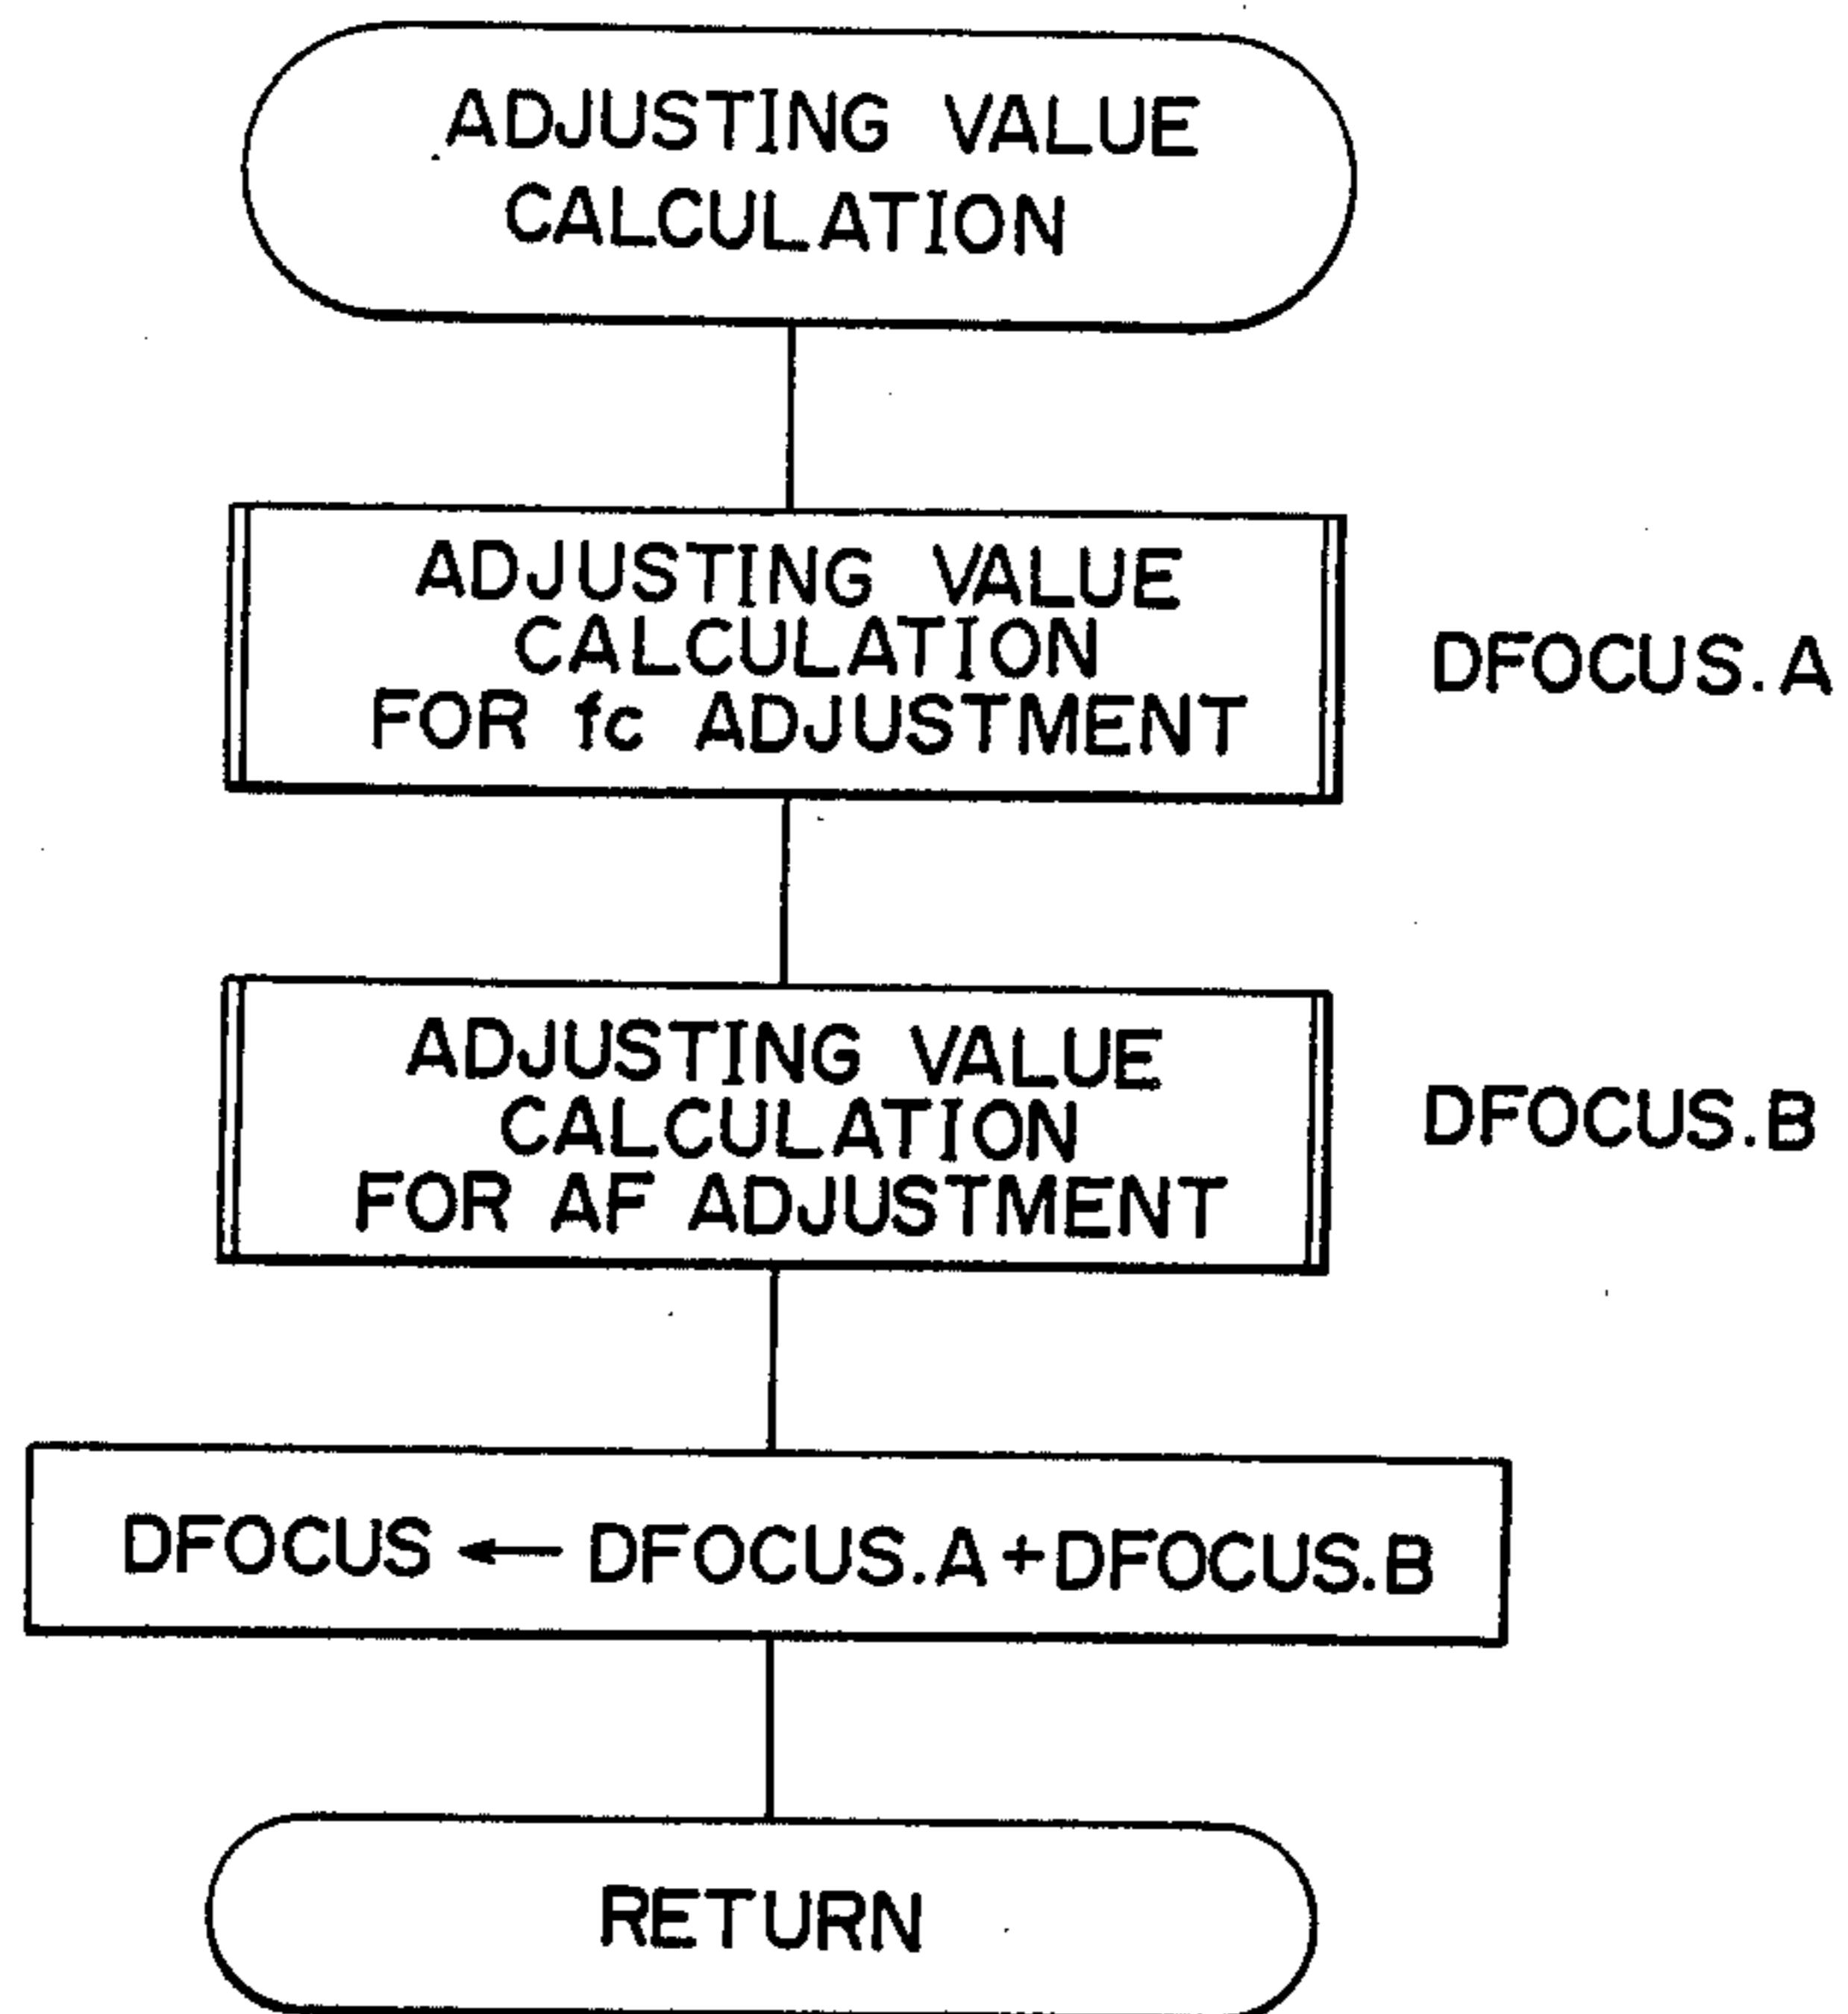 ADJUSTING VALUE
CALCULATION
ADJUSTING VALUE
CALCULATION
FOR fc ADJUSTMENT
DFOCUS.A
ADJUSTING VALUE
CALCULATION
FOR AF ADJUSTMENT
DFOCUS.B
DFOCUS ← DFOCUS.A+DFOCUS.B
RETURN